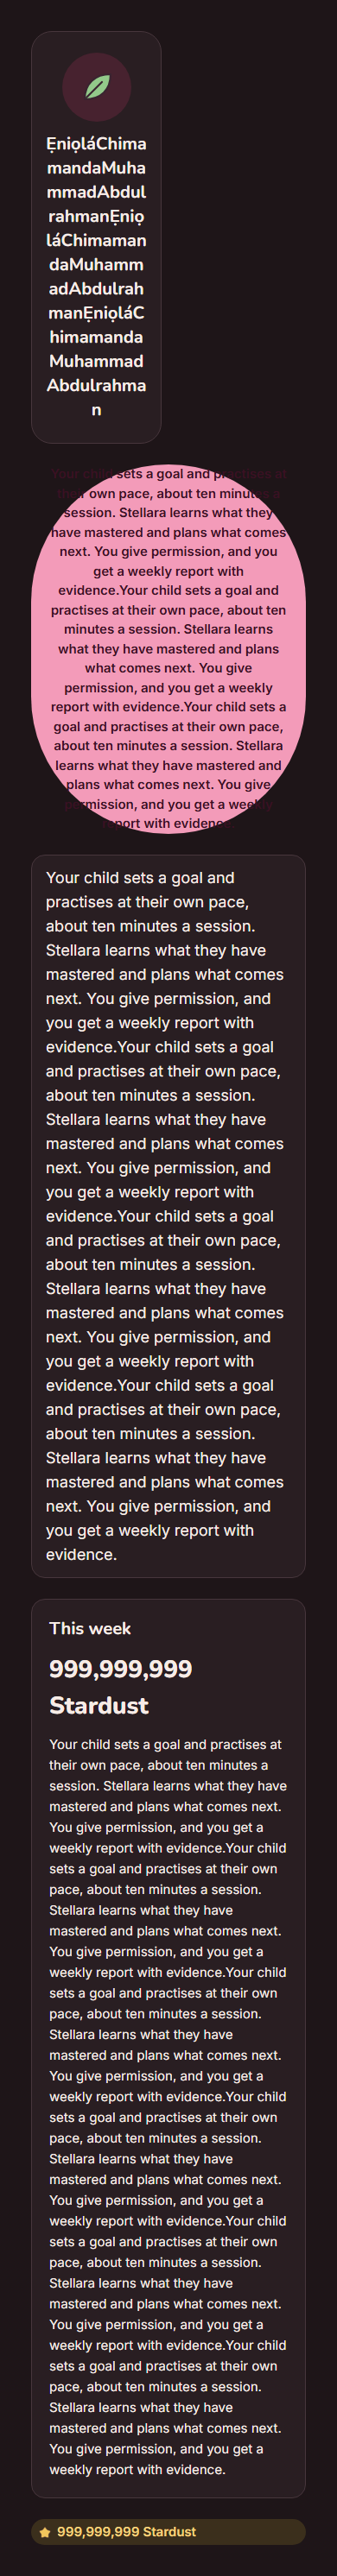 ẸniọláChima
mandaMuha
mmadAbdul
rahmanẸniọ
láChimaman
daMuhamm
adAbdulrah
manẸniọláC
himamanda
Muhammad
Abdulrahma
n
Your child sets a goal and practises at
their own pace, about ten minutes a
session. Stellara learns what they
have mastered and plans what comes
next. You give permission, and you
get a weekly report with
evidence.Your child sets a goal and
practises at their own pace, about ten
minutes a session. Stellara learns
what they have mastered and plans
what comes next. You give
permission, and you get a weekly
report with evidence.Your child sets a
goal and practises at their own pace,
about ten minutes a session. Stellara
learns what they have mastered and
plans what comes next. You give
permission, and you get a weekly
report with evidence.
Your child sets a goal and
practises at their own pace,
about ten minutes a session.
Stellara learns what they have
mastered and plans what comes
next. You give permission, and
you get a weekly report with
evidence.Your child sets a goal
and practises at their own pace,
about ten minutes a session.
Stellara learns what they have
mastered and plans what comes
next. You give permission, and
you get a weekly report with
evidence.Your child sets a goal
and practises at their own pace,
about ten minutes a session.
Stellara learns what they have
mastered and plans what comes
next. You give permission, and
you get a weekly report with
evidence.Your child sets a goal
and practises at their own pace,
about ten minutes a session.
Stellara learns what they have
mastered and plans what comes
next. You give permission, and
you get a weekly report with
evidence.
This week
999,999,999
Stardust
Your child sets a goal and practises at
their own pace, about ten minutes a
session. Stellara learns what they have
mastered and plans what comes next.
You give permission, and you get a
weekly report with evidence.Your child
sets a goal and practises at their own
pace, about ten minutes a session.
Stellara learns what they have
mastered and plans what comes next.
You give permission, and you get a
weekly report with evidence.Your child
sets a goal and practises at their own
pace, about ten minutes a session.
Stellara learns what they have
mastered and plans what comes next.
You give permission, and you get a
weekly report with evidence.Your child
sets a goal and practises at their own
pace, about ten minutes a session.
Stellara learns what they have
mastered and plans what comes next.
You give permission, and you get a
weekly report with evidence.Your child
sets a goal and practises at their own
pace, about ten minutes a session.
Stellara learns what they have
mastered and plans what comes next.
You give permission, and you get a
weekly report with evidence.Your child
sets a goal and practises at their own
pace, about ten minutes a session.
Stellara learns what they have
mastered and plans what comes next.
You give permission, and you get a
weekly report with evidence.
999,999,999 Stardust